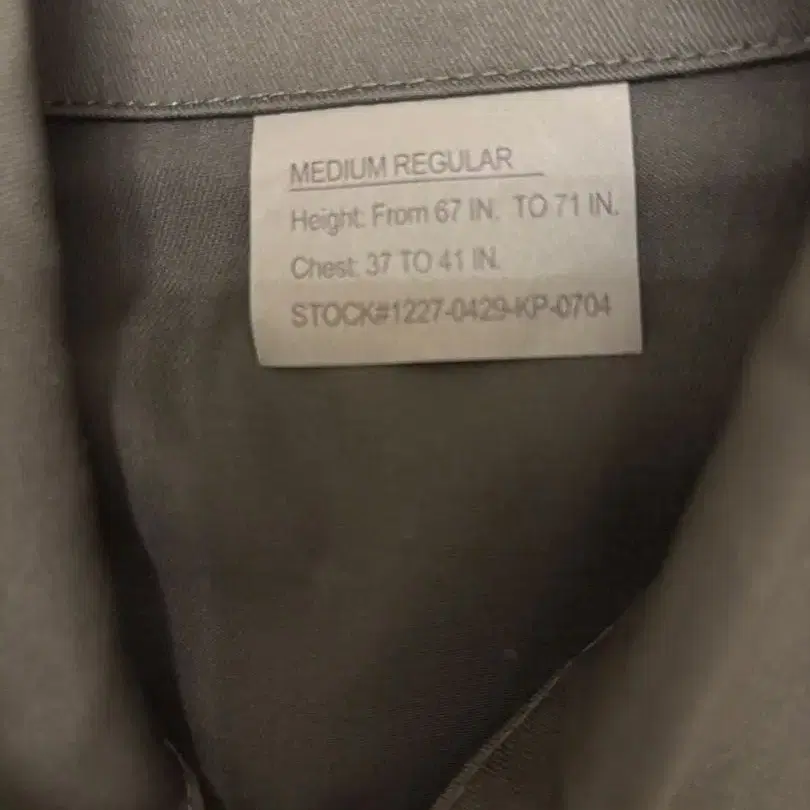 MEDIUM REGULAR
Height: From 67 IN. TO 71 IN.
Chest: 37 TO 41 IN.
STOCK#1227-0429-KP-0704